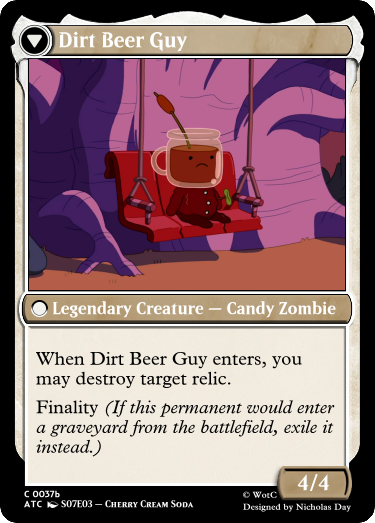 Dirt Beer Guy
Legendary Creature — Candy Zombie
When Dirt Beer Guy enters, you
may destroy target relic.
Finality (If this permanent would enter
a graveyard from the battlefield, exile it
instead.)
4/4
C 0037b
ATC S07E03 — Cherry Cream Soda
© WotC
Designed by Nicholas Day